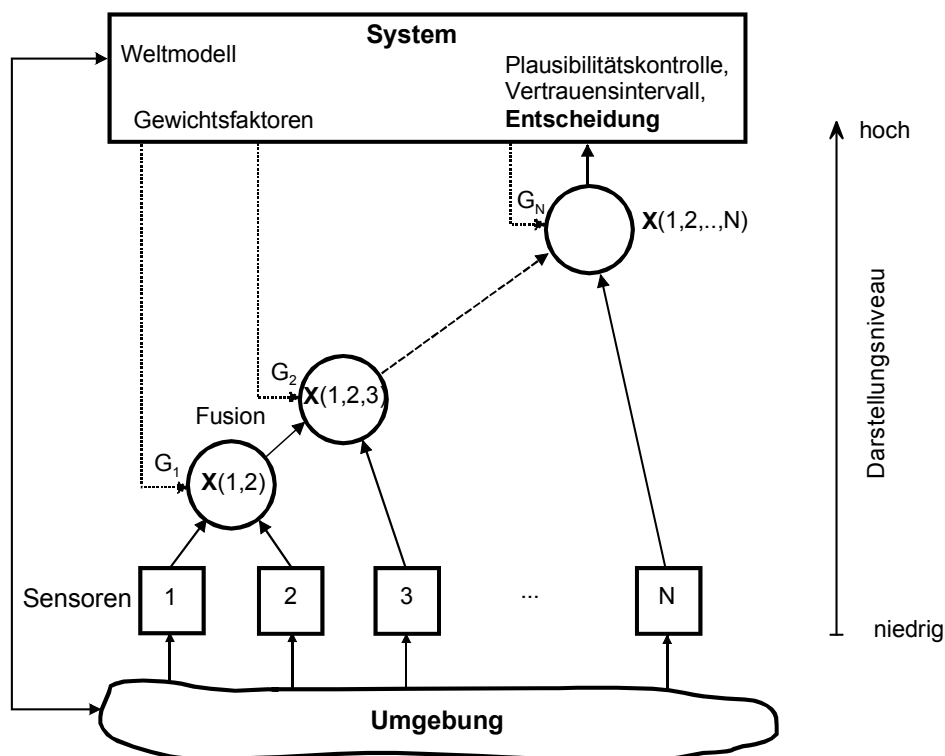 System
Weltmodell
Plausibilitätskontrolle,
Vertrauensintervall,
Entscheidung
Gewichtsfaktoren
hoch
G_N
X(1,2,..,N)
Darstellungsniveau
G_2
X(1,2,3)
Fusion
G_1
X(1,2)
Sensoren
1
2
3
...
N
niedrig
Umgebung